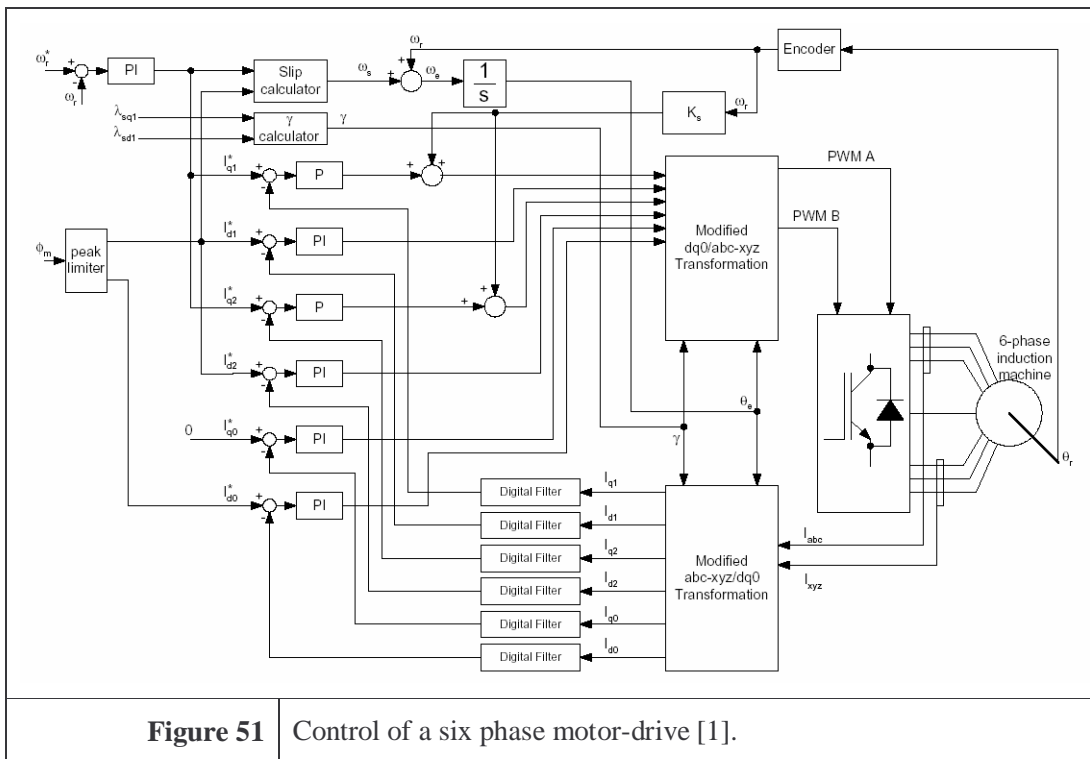 ωr*
+
-
ωr
PI
Slip calculator
ωs
+
+
ωr
ωe
1
s
Encoder
Ks
ωr
λsq1
λsd1
γ calculator
γ
Iq1*
+
-
P
+
+
Id1*
+
-
PI
ϕm
peak limiter
Iq2*
+
-
P
+
+
Id2*
+
-
PI
0
Iq0*
+
-
PI
Id0*
+
-
PI
Modified
dq0/abc-xyz
Transformation
PWM A
PWM B
6-phase
induction
machine
θr
θe
γ
Digital Filter
Iq1
Digital Filter
Id1
Digital Filter
Iq2
Digital Filter
Id2
Digital Filter
Iq0
Digital Filter
Id0
Modified
abc-xyz/dq0
Transformation
Iabc
Ixyz
Figure 51 Control of a six phase motor-drive [1].